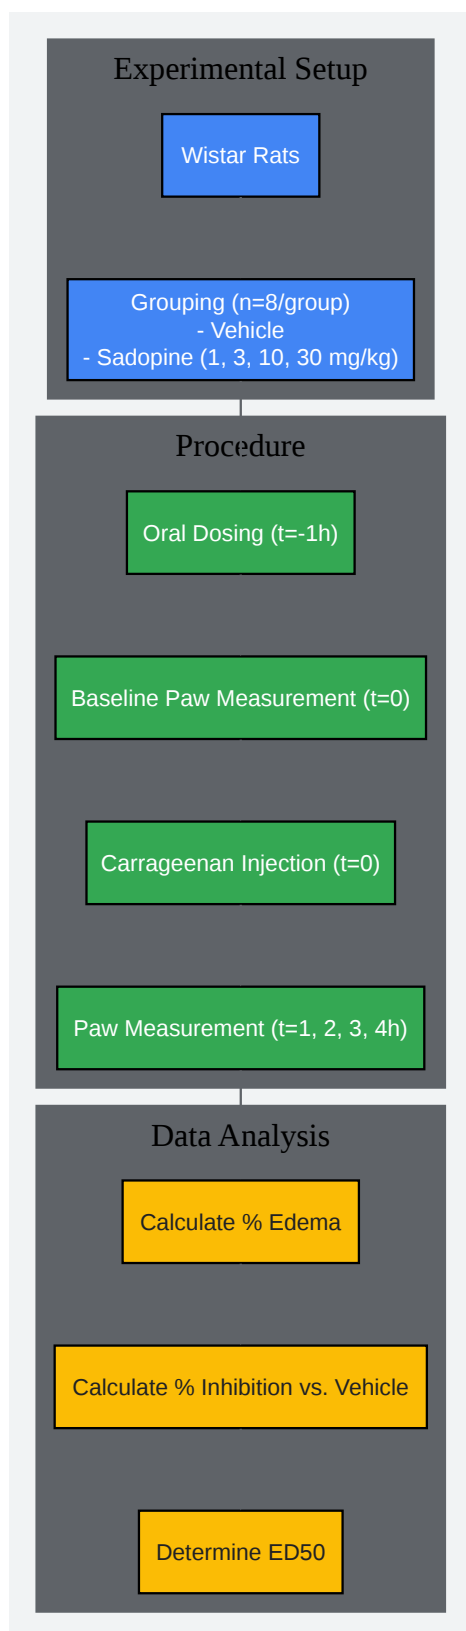 Experimental Setup
Wistar Rats
Grouping (n=8/group)
- Vehicle
- Sadopine (1, 3, 10, 30 mg/kg)
Procedure
Oral Dosing (t=-1h)
Baseline Paw Measurement (t=0)
Carrageenan Injection (t=0)
Paw Measurement (t=1, 2, 3, 4h)
Data Analysis
Calculate % Edema
Calculate % Inhibition vs. Vehicle
Determine ED50